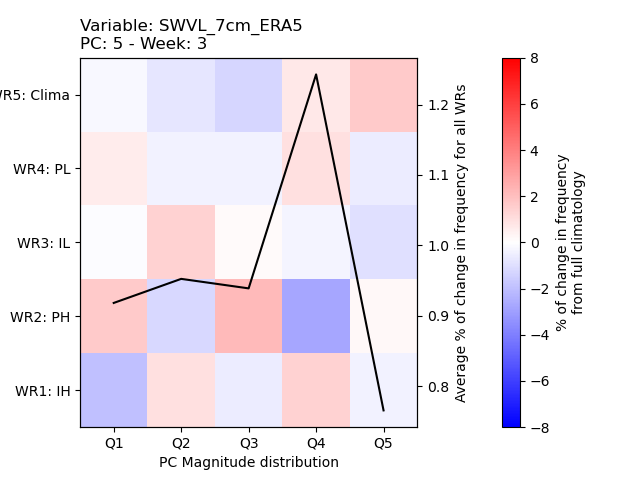 Variable: SWVL_7cm_ERA5
PC: 5 - Week: 3
WR5: Clima
WR4: PL
WR3: IL
WR2: PH
WR1: IH
Q1 Q2 Q3 Q4 Q5
PC Magnitude distribution
1.2
1.1
1.0
0.9
0.8
Average % of change in frequency for all WRs
8
6
4
2
0
−2
−4
−6
−8
% of change in frequency
from full climatology